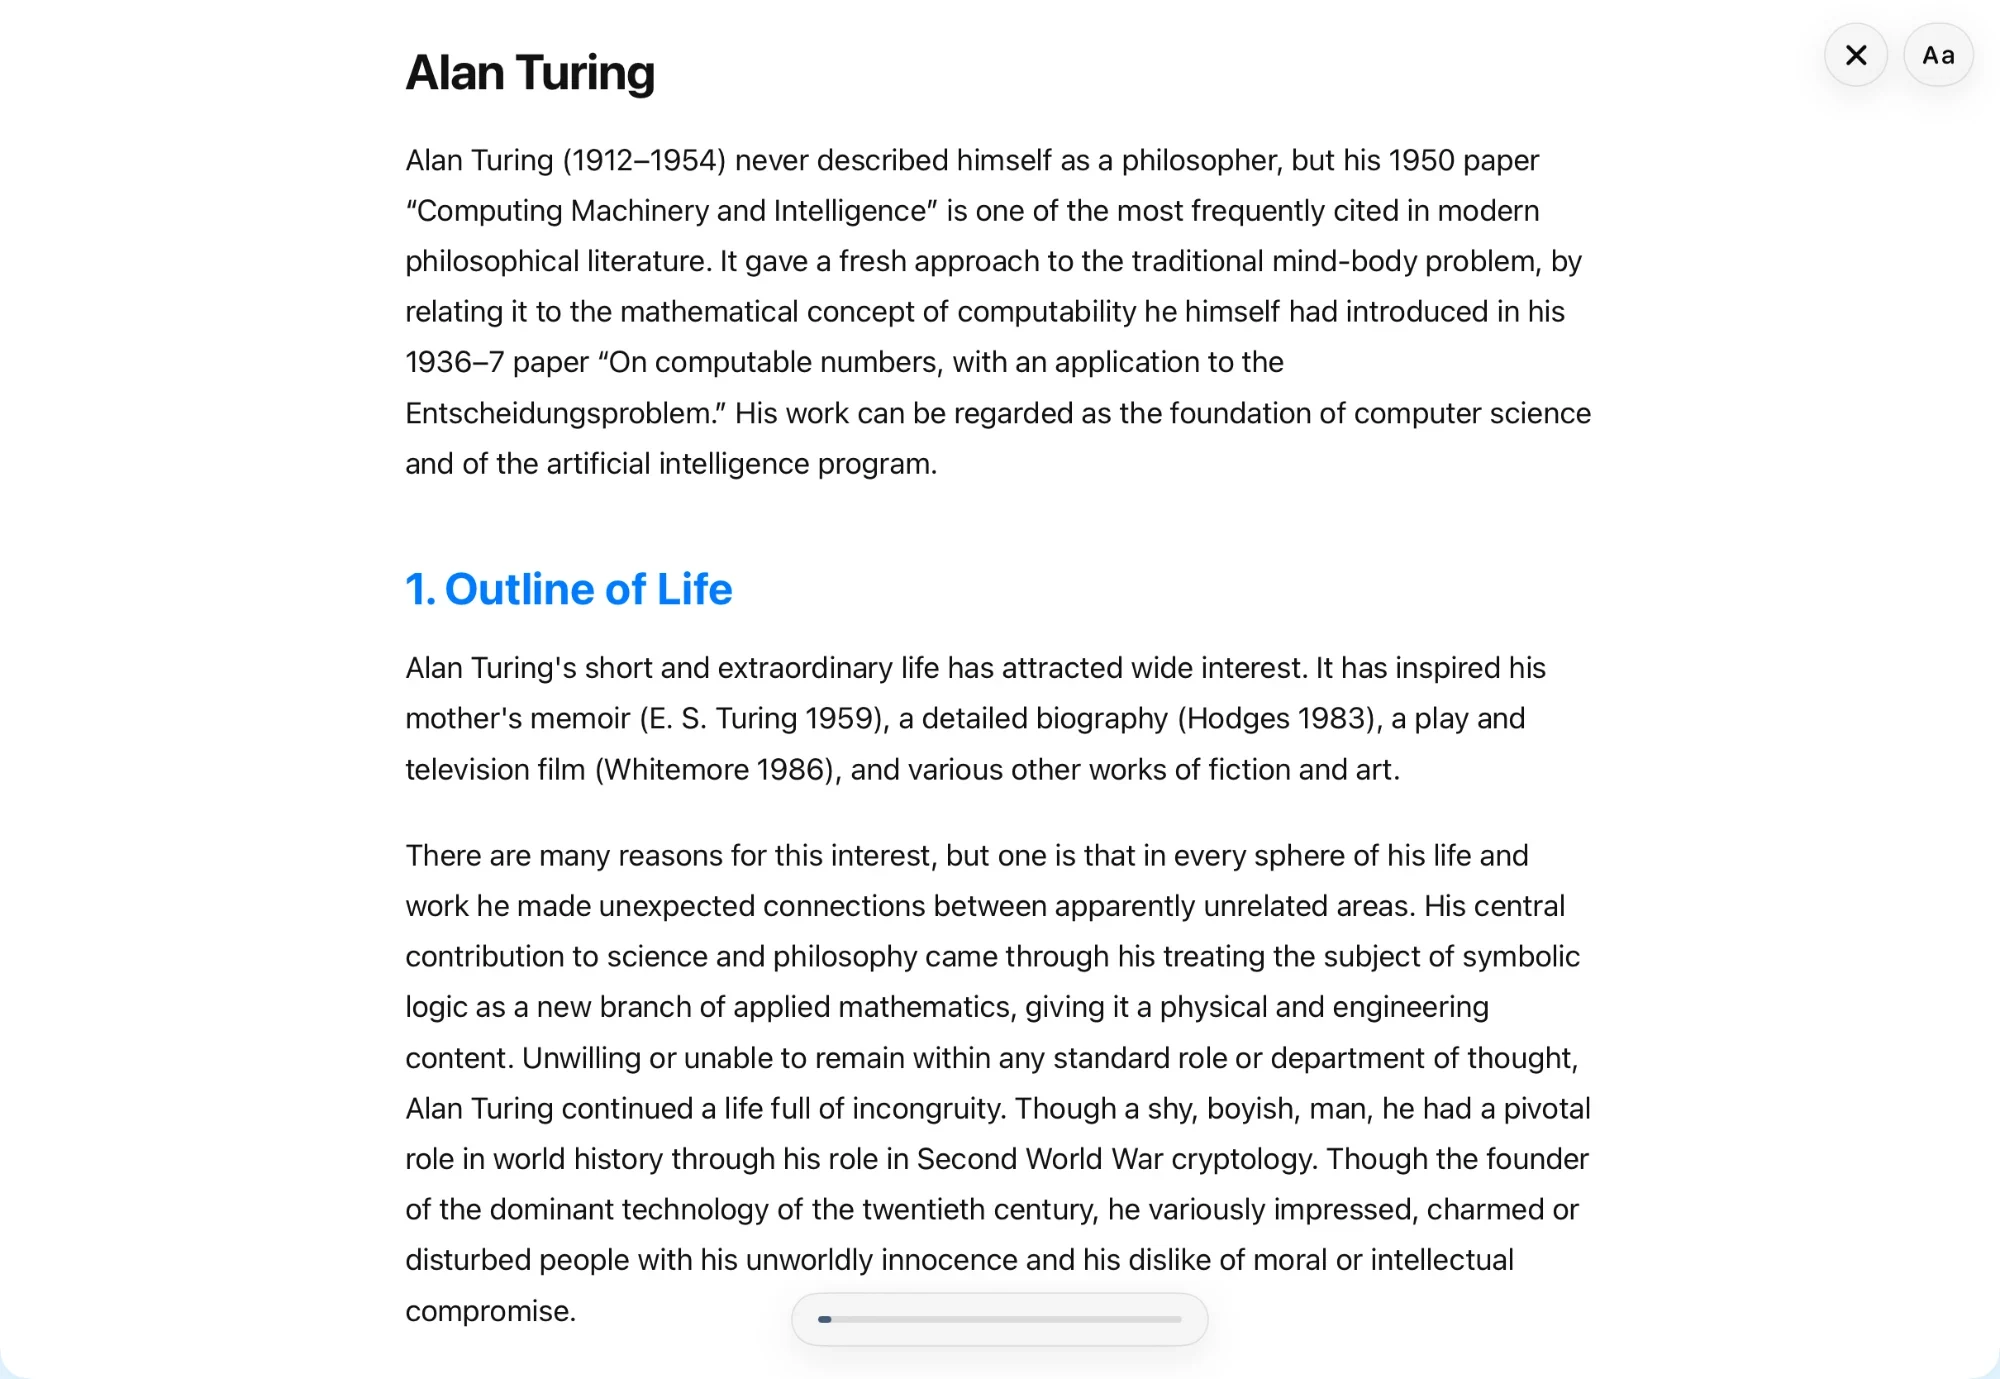 Alan Turing
Aa
Alan Turing (1912–1954) never described himself as a philosopher, but his 1950 paper
“Computing Machinery and Intelligence” is one of the most frequently cited in modern
philosophical literature. It gave a fresh approach to the traditional mind-body problem, by
relating it to the mathematical concept of computability he himself had introduced in his
1936–7 paper “On computable numbers, with an application to the
Entscheidungsproblem.” His work can be regarded as the foundation of computer science
and of the artificial intelligence program.
1. Outline of Life
Alan Turing's short and extraordinary life has attracted wide interest. It has inspired his
mother's memoir (E. S. Turing 1959), a detailed biography (Hodges 1983), a play and
television film (Whitemore 1986), and various other works of fiction and art.
There are many reasons for this interest, but one is that in every sphere of his life and
work he made unexpected connections between apparently unrelated areas. His central
contribution to science and philosophy came through his treating the subject of symbolic
logic as a new branch of applied mathematics, giving it a physical and engineering
content. Unwilling or unable to remain within any standard role or department of thought,
Alan Turing continued a life full of incongruity. Though a shy, boyish, man, he had a pivotal
role in world history through his role in Second World War cryptology. Though the founder
of the dominant technology of the twentieth century, he variously impressed, charmed or
disturbed people with his unworldly innocence and his dislike of moral or intellectual
compromise.